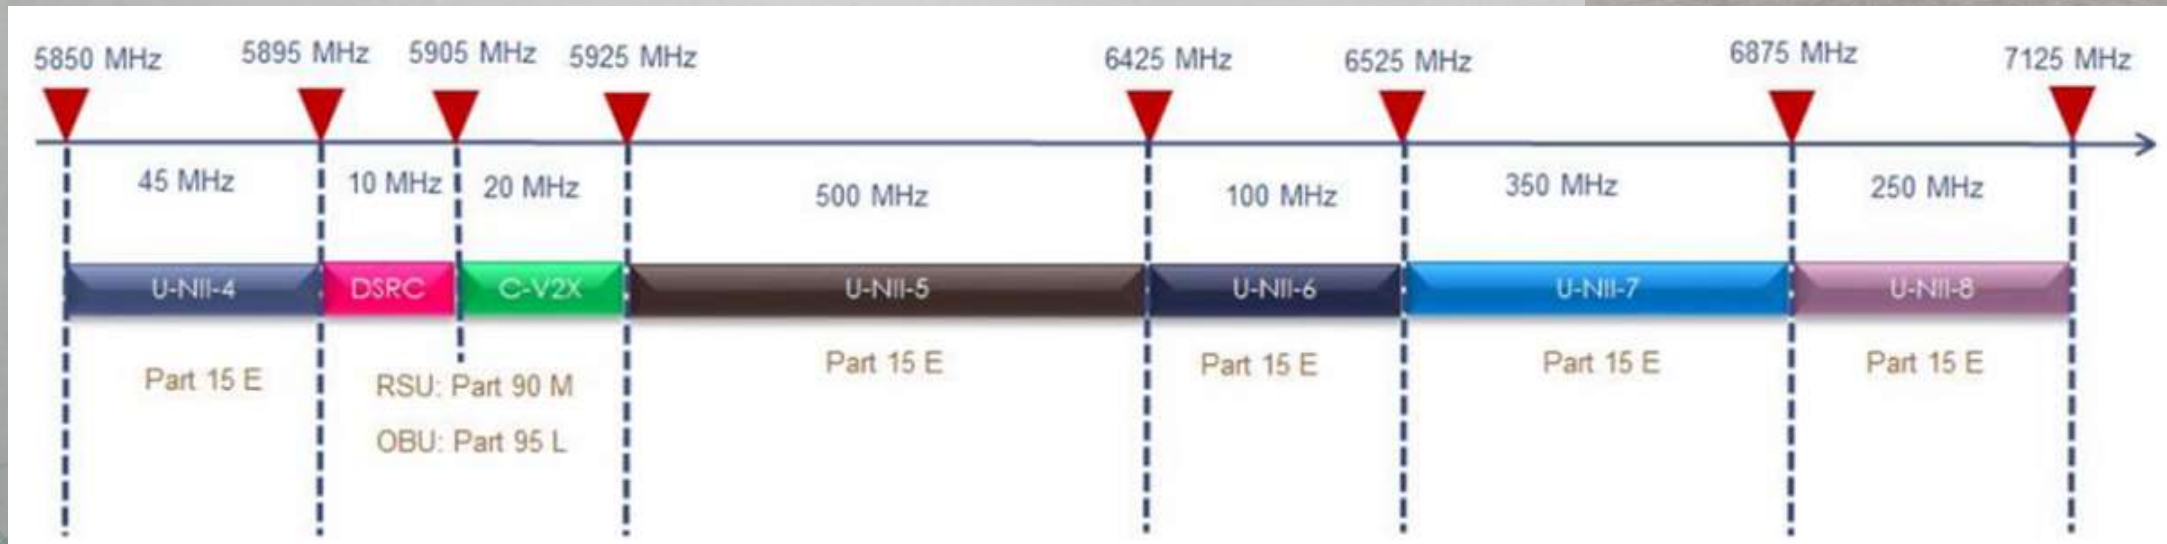 5850 MHz 5895 MHz 5905 MHz 5925 MHz 6425 MHz 6525 MHz 6875 MHz 7125 MHz
45 MHz 10 MHz 20 MHz 500 MHz 100 MHz 350 MHz 250 MHz
U-NII-4 DSRC C-V2X U-NII-5 U-NII-6 U-NII-7 U-NII-8
Part 15 E RSU: Part 90 M Part 15 E Part 15 E Part 15 E Part 15 E
OBU: Part 95 L